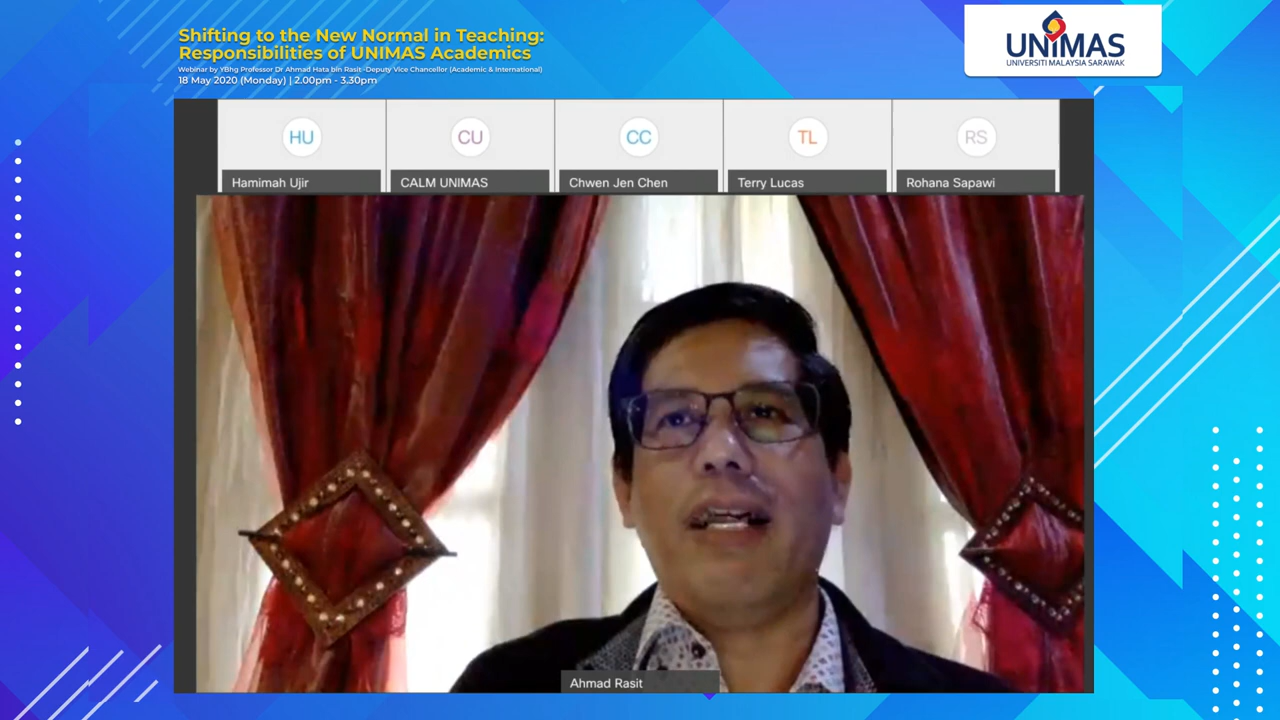 Shifting to the New Normal in Teaching:
Responsibilities of UNIMAS Academics
Webinar by YBhg Professor Dr Ahmad Hata bin Rasit -Deputy Vice Chancellor (Academic & International)
18 May 2020 (Monday) | 2.00pm - 3.30pm
UNIMAS
UNIVERSITI MALAYSIA SARAWAK
HU
CU
CC
TL
RS
Hamimah Ujir
CALM UNIMAS
Chwen Jen Chen
Terry Lucas
Rohana Sapawi
Ahmad Rasit